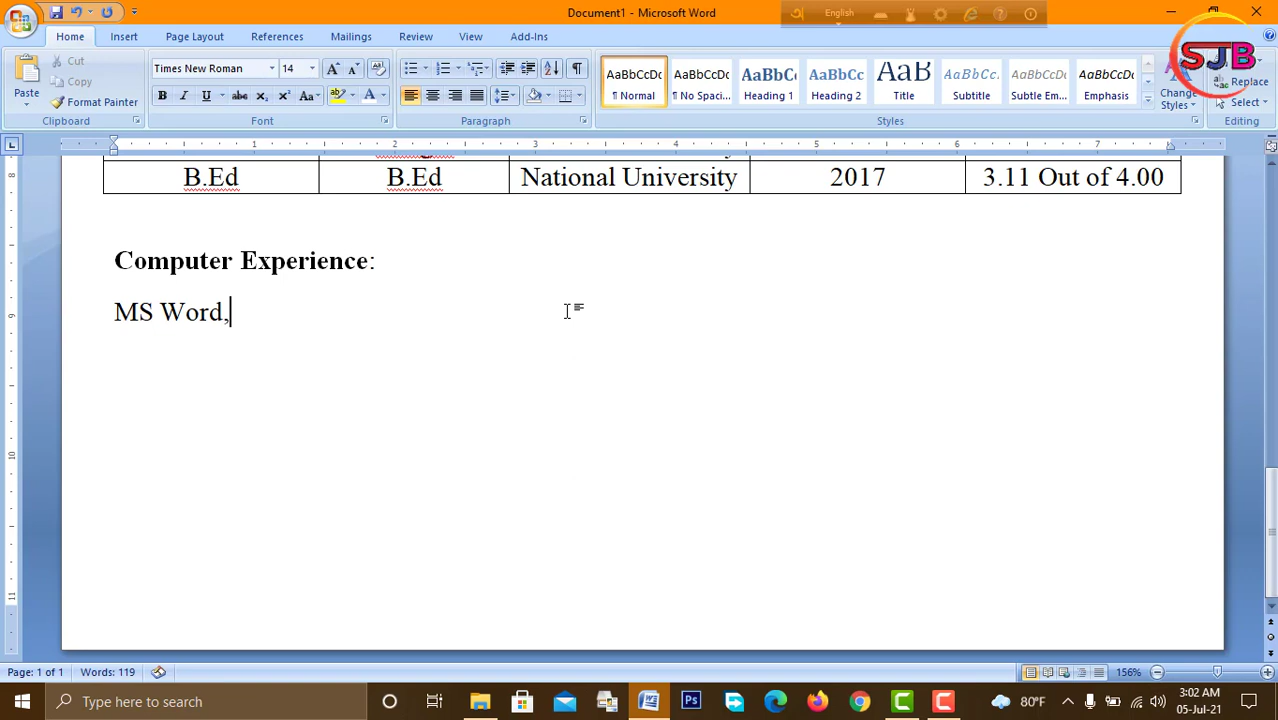 Document1 - Microsoft Word
English
Home Insert Page Layout References Mailings Review View Add-Ins
SJB
Cut
Copy
Format Painter
Paste
Clipboard
Times New Roman 14
Font
Paragraph
AaBbCcDc AaBbCcDc AaBbCc AaBbCc AaB AaBbCc. AaBbCcDc AaBbCcDc
¶ Normal ¶ No Spaci... Heading 1 Heading 2 Title Subtitle Subtle Em... Emphasis
Change Styles
Styles
Replace
Select
Editing
B.Ed B.Ed National University 2017 3.11 Out of 4.00
Computer Experience:
MS Word,
Page: 1 of 1 Words: 119 156%
Type here to search
80°F
3:02 AM
05-Jul-21